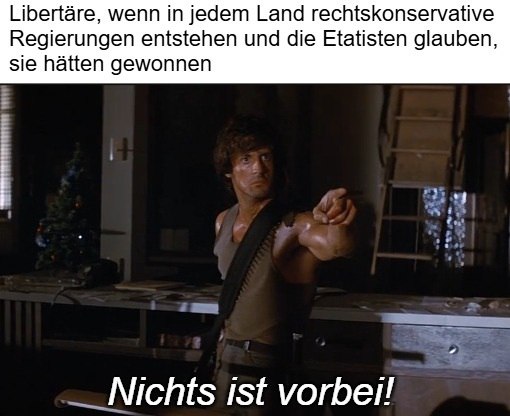 Libertäre, wenn in jedem Land rechtskonservative
Regierungen entstehen und die Etatisten glauben,
sie hätten gewonnen
Nichts ist vorbei!